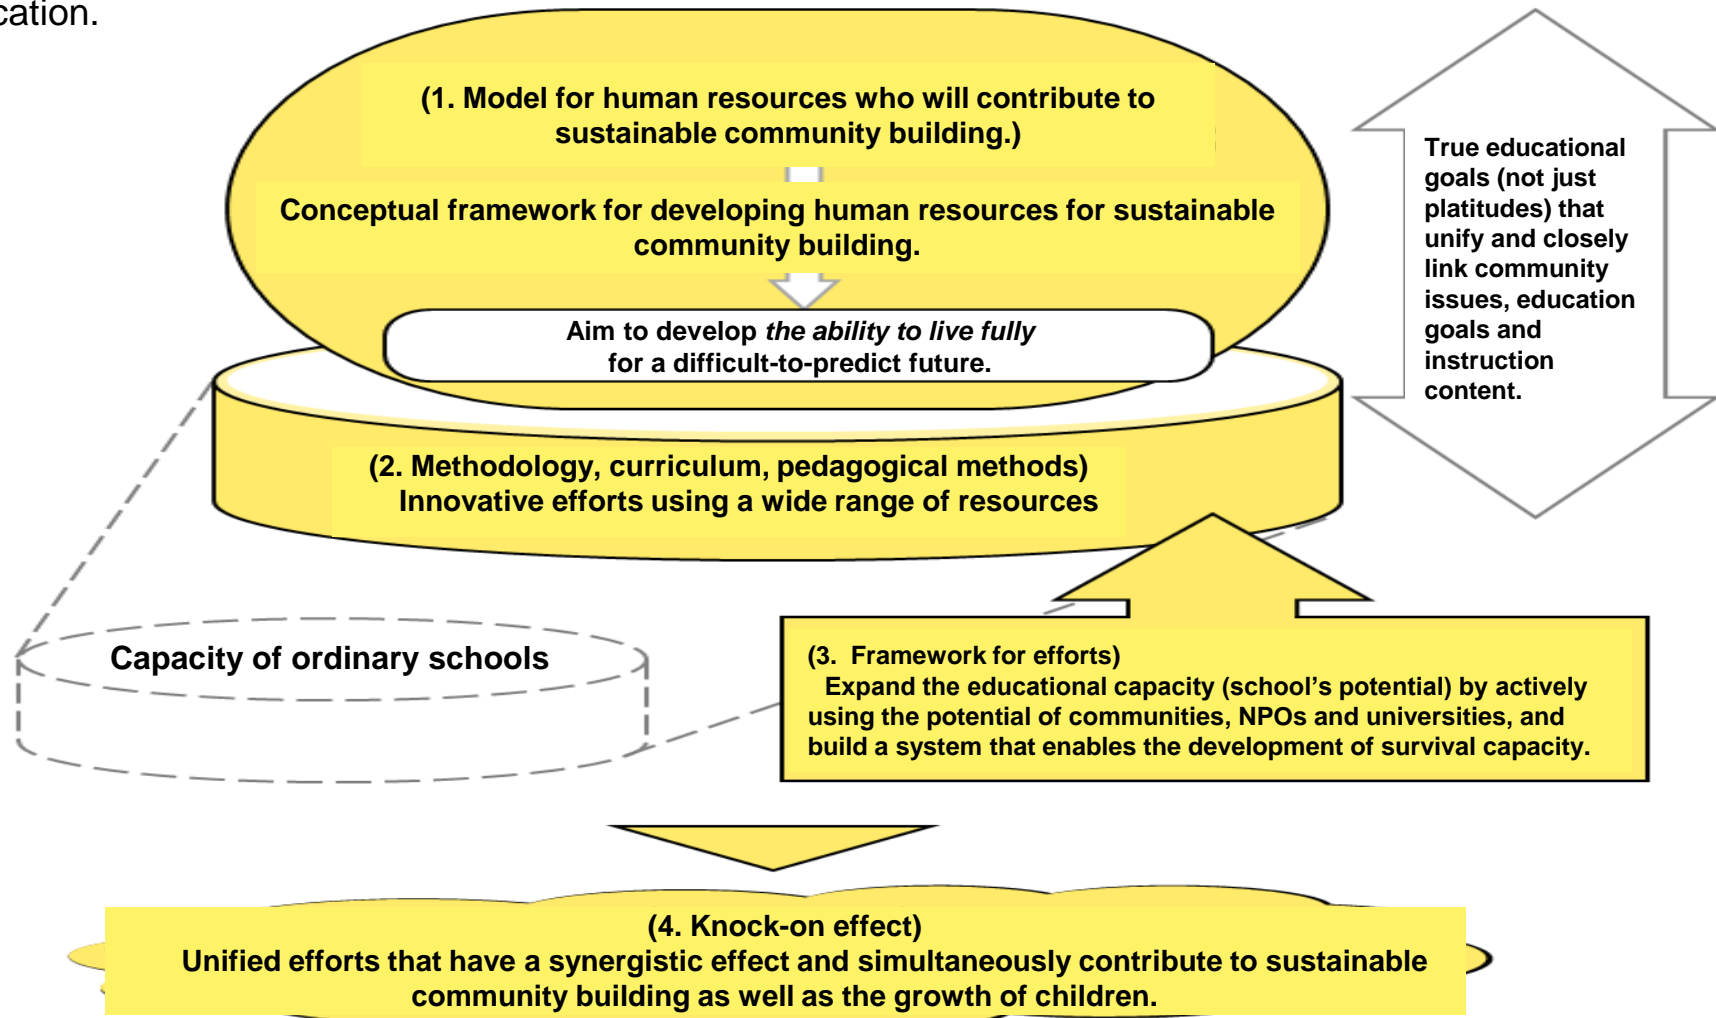 cation.
(1. Model for human resources who will contribute to
sustainable community building.)
Conceptual framework for developing human resources for sustainable
community building.
Aim to develop the ability to live fully
for a difficult-to-predict future.
True educational
goals (not just
platitudes) that
unify and closely
link community
issues, education
goals and
instruction
content.
(2. Methodology, curriculum, pedagogical methods)
Innovative efforts using a wide range of resources
Capacity of ordinary schools
(3. Framework for efforts)
Expand the educational capacity (school's potential) by actively
using the potential of communities, NPOs and universities, and
build a system that enables the development of survival capacity.
(4. Knock-on effect)
Unified efforts that have a synergistic effect and simultaneously contribute to sustainable
community building as well as the growth of children.